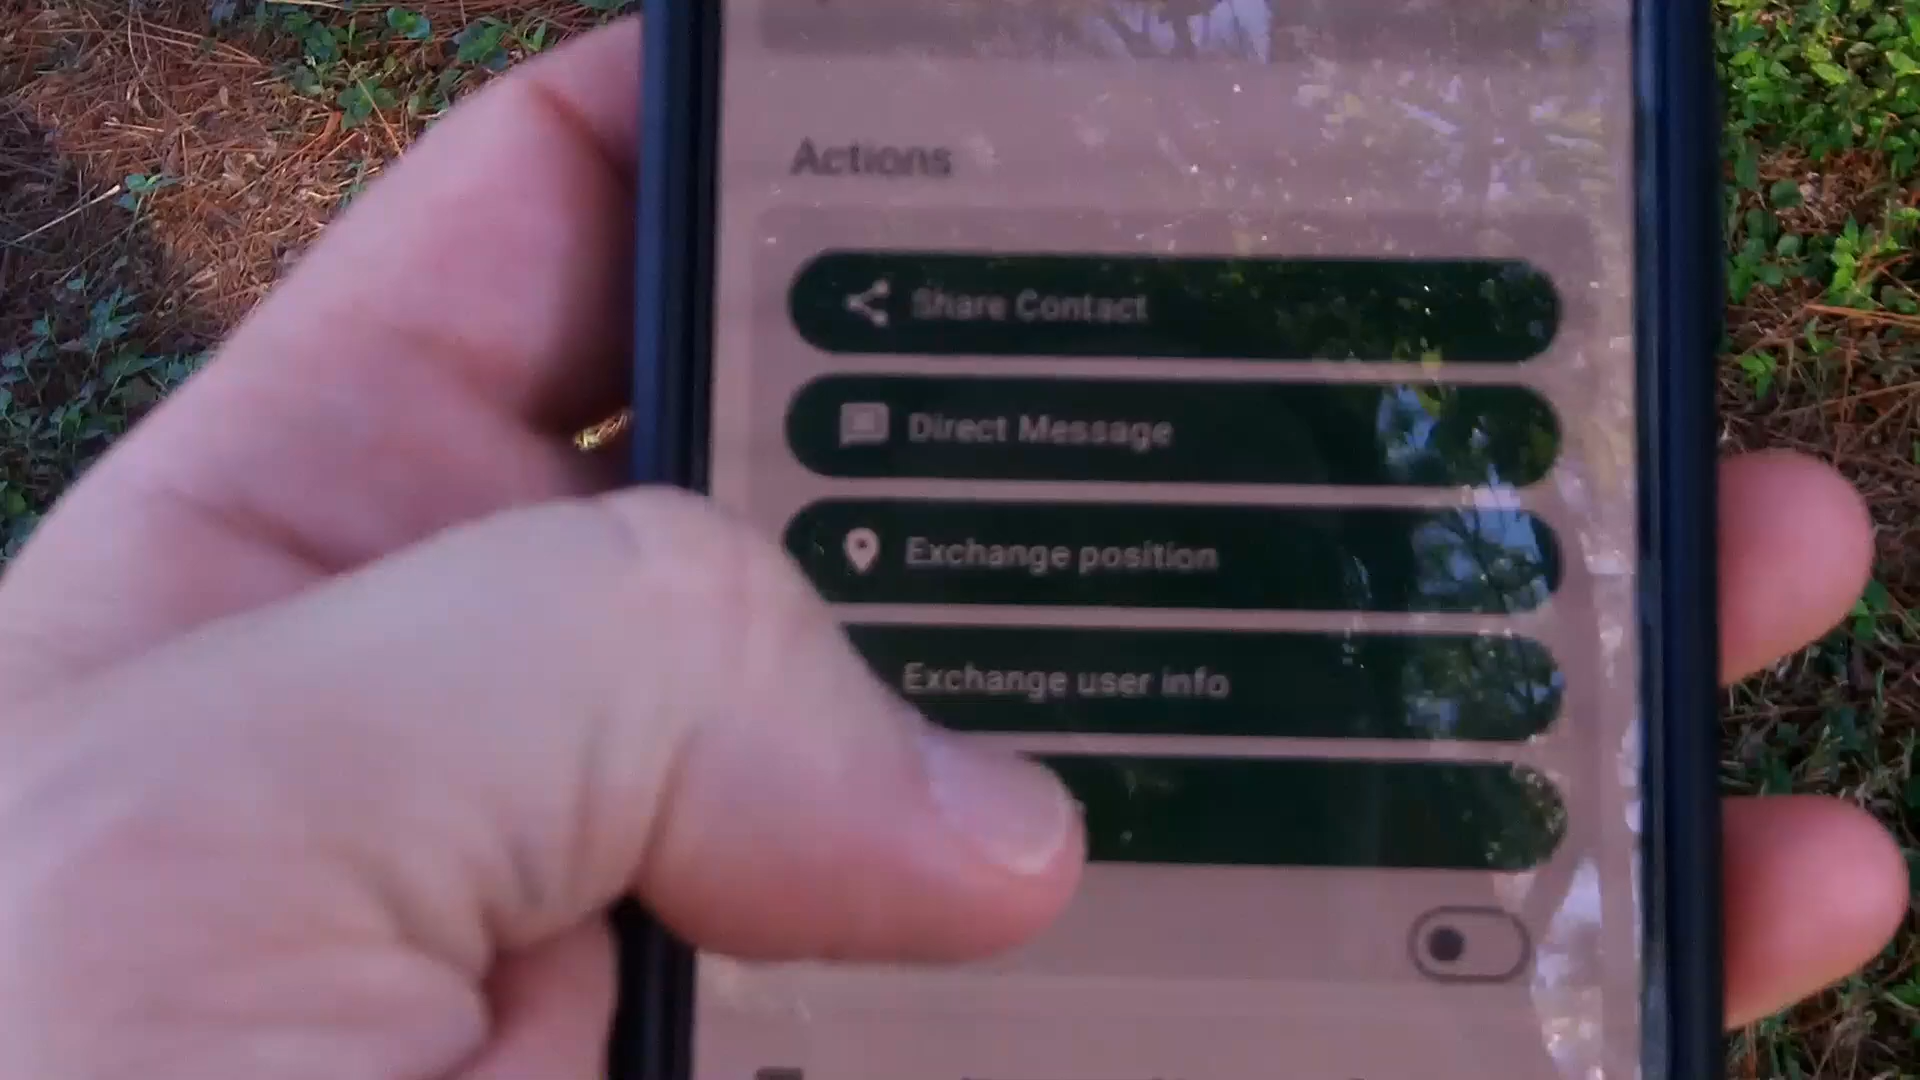 Actions
Share Contact
Direct Message
Exchange position
Exchange user info